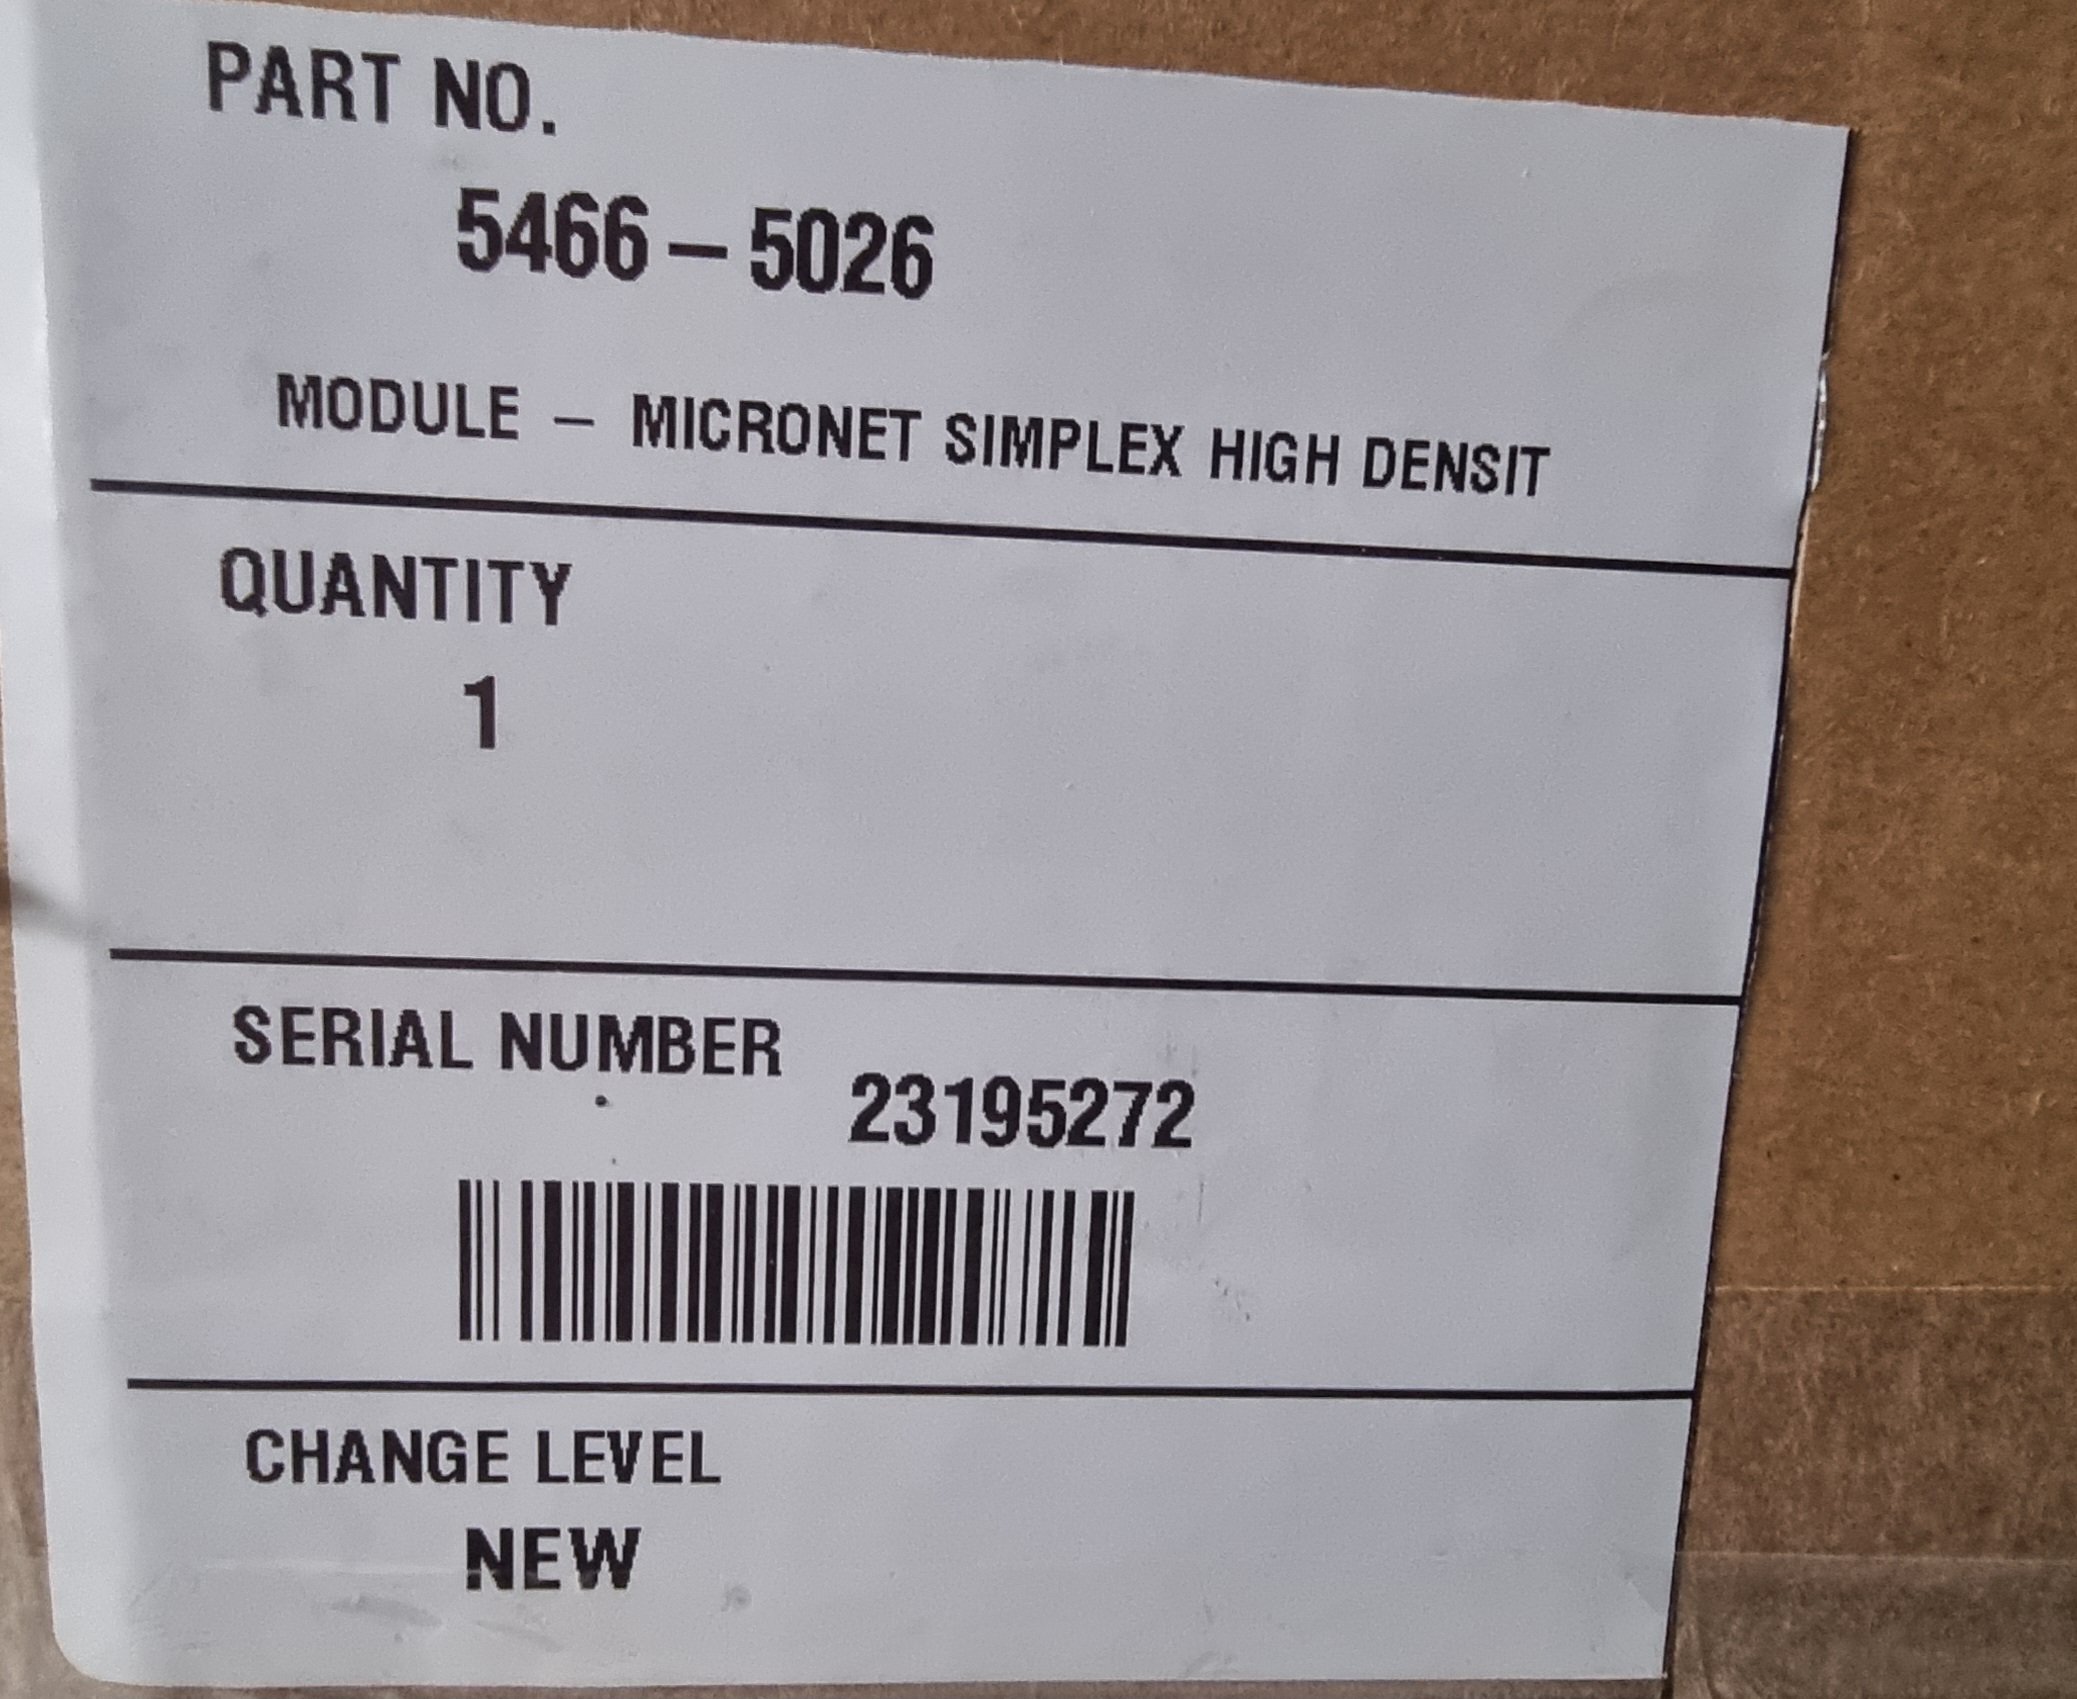 PART NO.
5466 – 5026
MODULE – MICRONET SIMPLEX HIGH DENSIT
QUANTITY
1
SERIAL NUMBER
23195272
CHANGE LEVEL
NEW